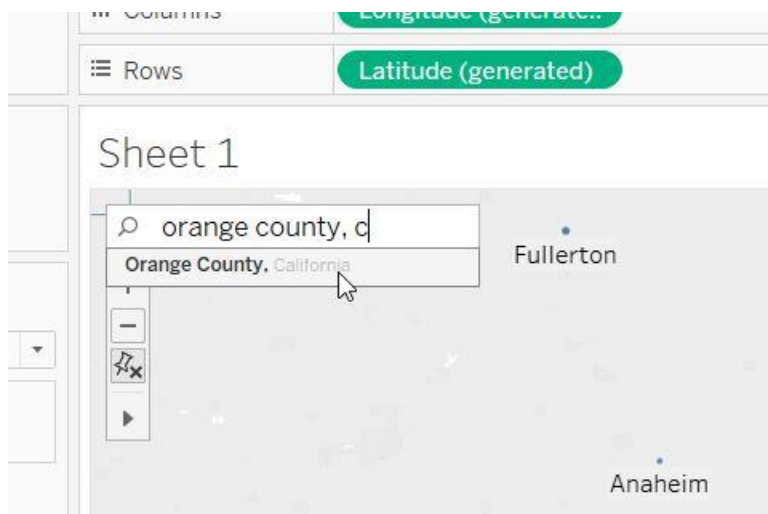 Columns
Longitude (generate..
Rows
Latitude (generated)
Sheet 1
orange county, c
Orange County, California
Fullerton
Anaheim